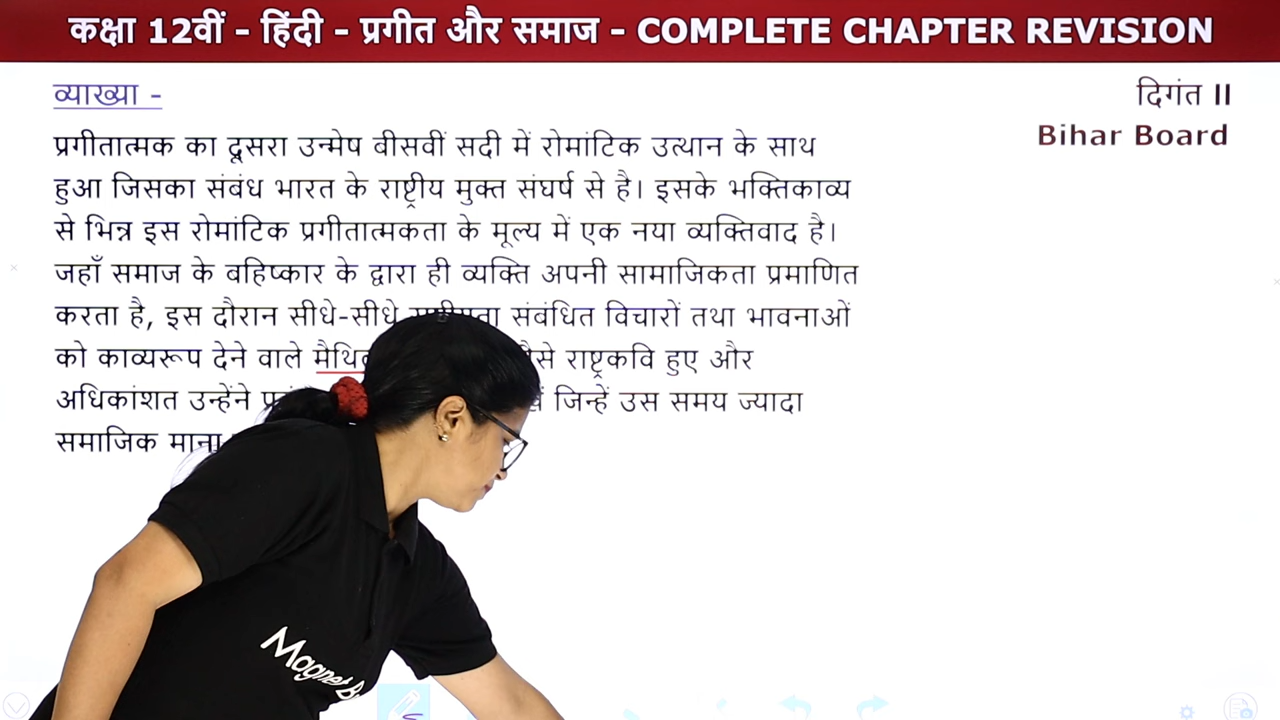 कक्षा 12वीं - हिंदी - प्रगीत और समाज - COMPLETE CHAPTER REVISION
व्याख्या -
दिगंत II
Bihar Board
प्रगीतात्मक का दूसरा उन्मेष वीसवीं सदी में रोमांटिक उत्थान के साथ
हुआ जिसका संबंध भारत के राष्ट्रीय मुक्त संघर्ष से है। इसके भक्तिकाव्य
से भिन्न इस रोमांटिक प्रगीतात्मकता के मूल्य में एक नया व्यक्तिवाद है।
जहाँ समाज के बहिष्कार के द्वारा ही व्यक्ति अपनी सामाजिकता प्रमाणित
करता है, इस दौरान सीधे-सीधे संबंधित विचारों तथा भावनाओं
को काव्यरूप देने वाले राष्ट्रकवि हुए और
अधिकांशत उन्हेंने जिन्हें उस समय ज्यादा
समाजिक माना
Magnet